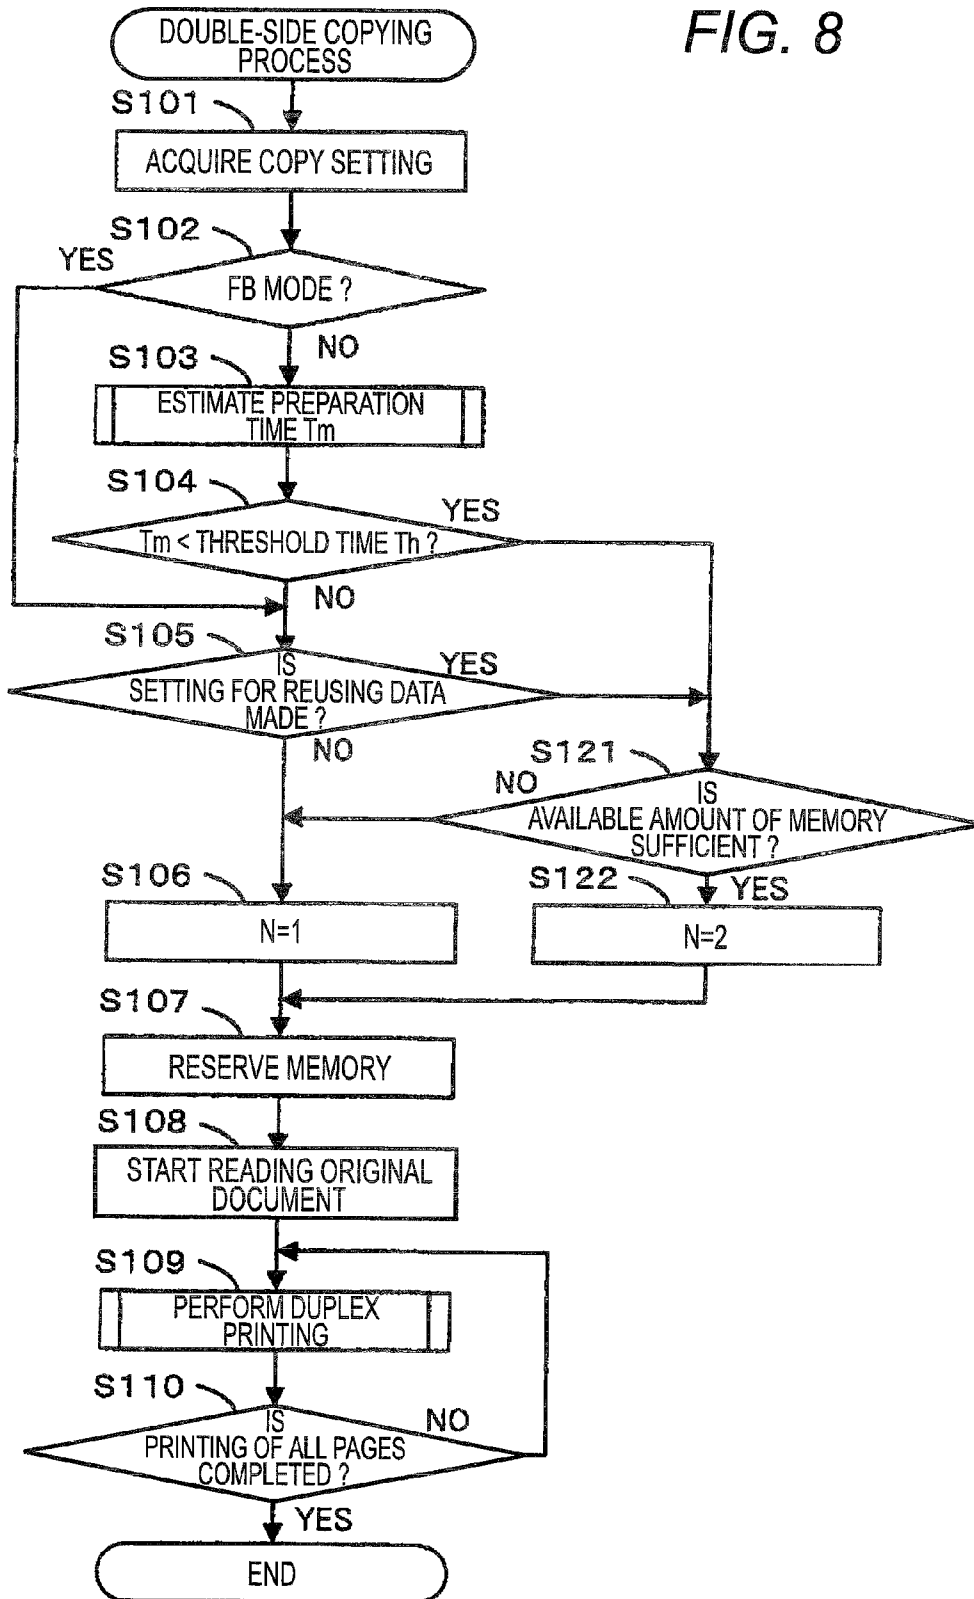 FIG. 8
DOUBLE-SIDE COPYING
PROCESS
S101
ACQUIRE COPY SETTING
S102
YES
FB MODE ?
NO
S103
ESTIMATE PREPARATION
TIME Tm
S104
YES
Tm < THRESHOLD TIME Th ?
NO
S105
IS
YES
SETTING FOR REUSING DATA
MADE ?
NO
S121
NO
IS
AVAILABLE AMOUNT OF MEMORY
SUFFICIENT ?
S106
S122
YES
N=1
N=2
S107
RESERVE MEMORY
S108
START READING ORIGINAL
DOCUMENT
S109
PERFORM DUPLEX
PRINTING
S110
IS
NO
PRINTING OF ALL PAGES
COMPLETED ?
YES
END